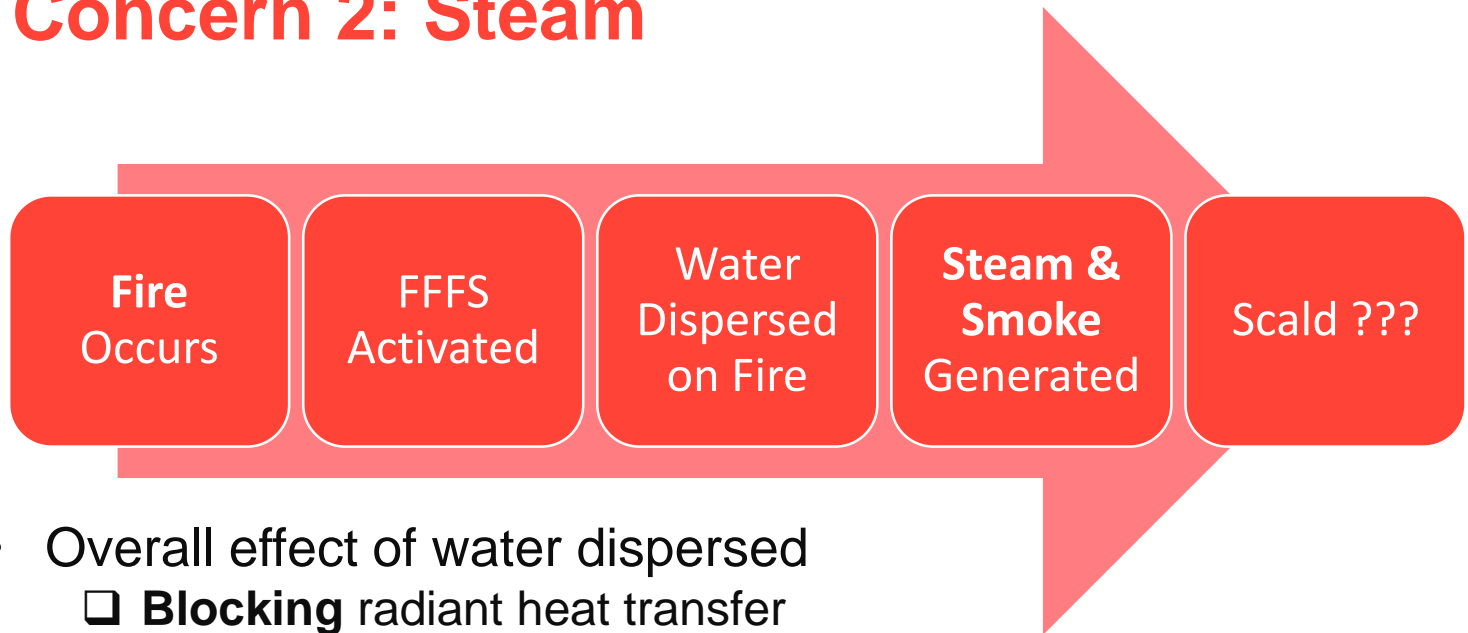 Concern 2: Steam
Fire
Occurs
FFFS
Activated
Water
Dispersed
on Fire
Steam &
Smoke
Generated
Scald ???
• Overall effect of water dispersed
❑ Blocking radiant heat transfer